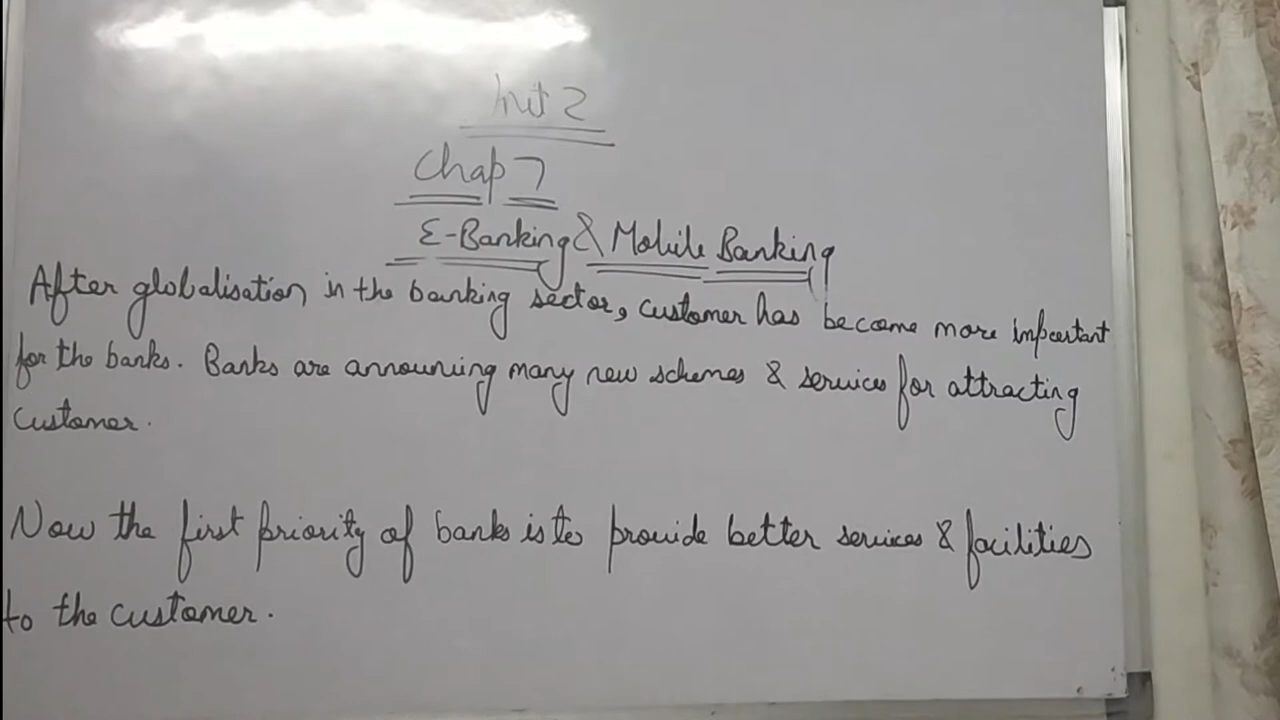 Unit 2
Chap 7
E-Banking & Mobile Banking
After globalisation in the banking sector, customer has become more important
for the banks. Banks are announing many new schemes & services for attracting
customer.
Now the first priority of banks is to provide better services & facilities
to the customer.